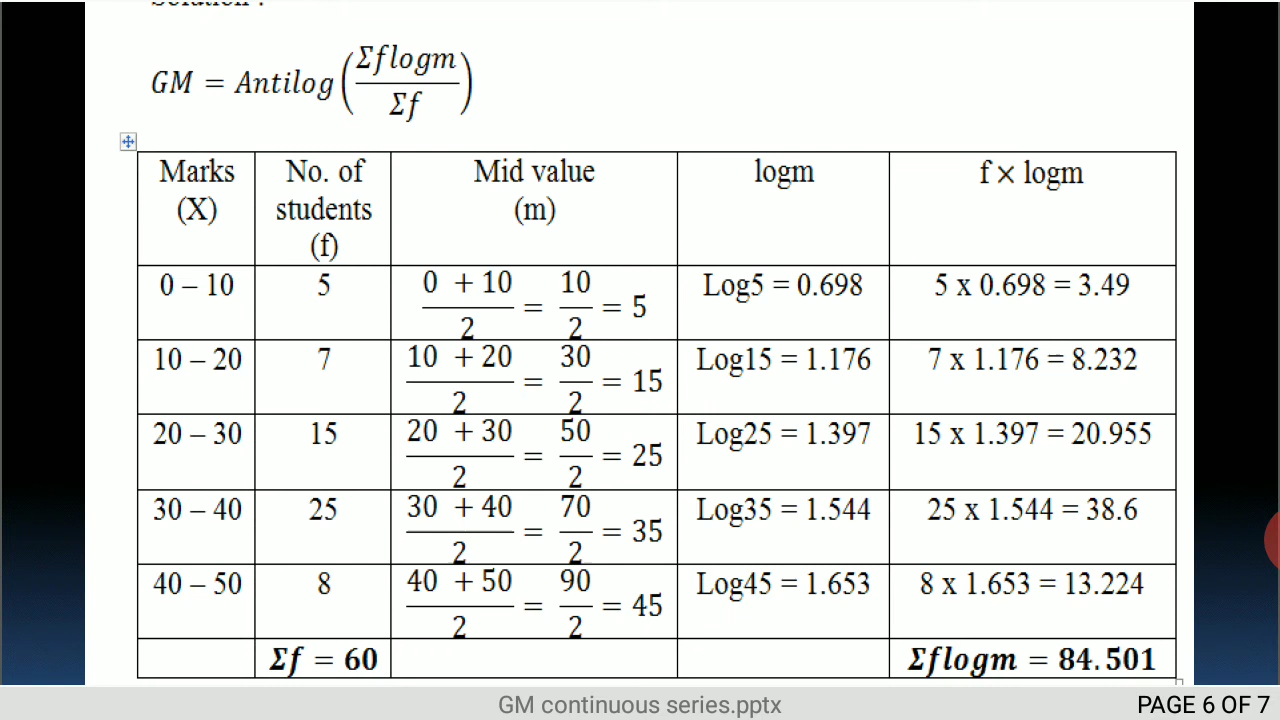 Solution :
GM = Antilog(Σflogm / Σf)
Marks (X) | No. of students (f) | Mid value (m) | logm | f × logm
0 – 10 | 5 | 0 + 10 / 2 = 10 / 2 = 5 | Log5 = 0.698 | 5 x 0.698 = 3.49
10 – 20 | 7 | 10 + 20 / 2 = 30 / 2 = 15 | Log15 = 1.176 | 7 x 1.176 = 8.232
20 – 30 | 15 | 20 + 30 / 2 = 50 / 2 = 25 | Log25 = 1.397 | 15 x 1.397 = 20.955
30 – 40 | 25 | 30 + 40 / 2 = 70 / 2 = 35 | Log35 = 1.544 | 25 x 1.544 = 38.6
40 – 50 | 8 | 40 + 50 / 2 = 90 / 2 = 45 | Log45 = 1.653 | 8 x 1.653 = 13.224
Σf = 60 | Σflogm = 84.501
GM continuous series.pptx
PAGE 6 OF 7